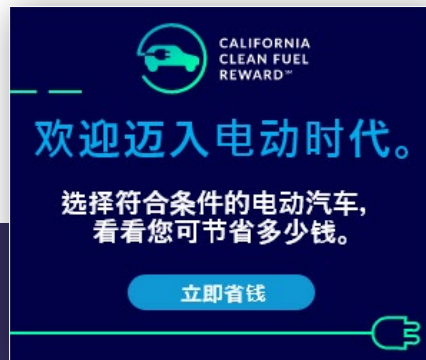 CALIFORNIA
CLEAN FUEL
REWARD℠
欢迎迈入电动时代。
选择符合条件的电动汽车,
看看您可节省多少钱。
立即省钱